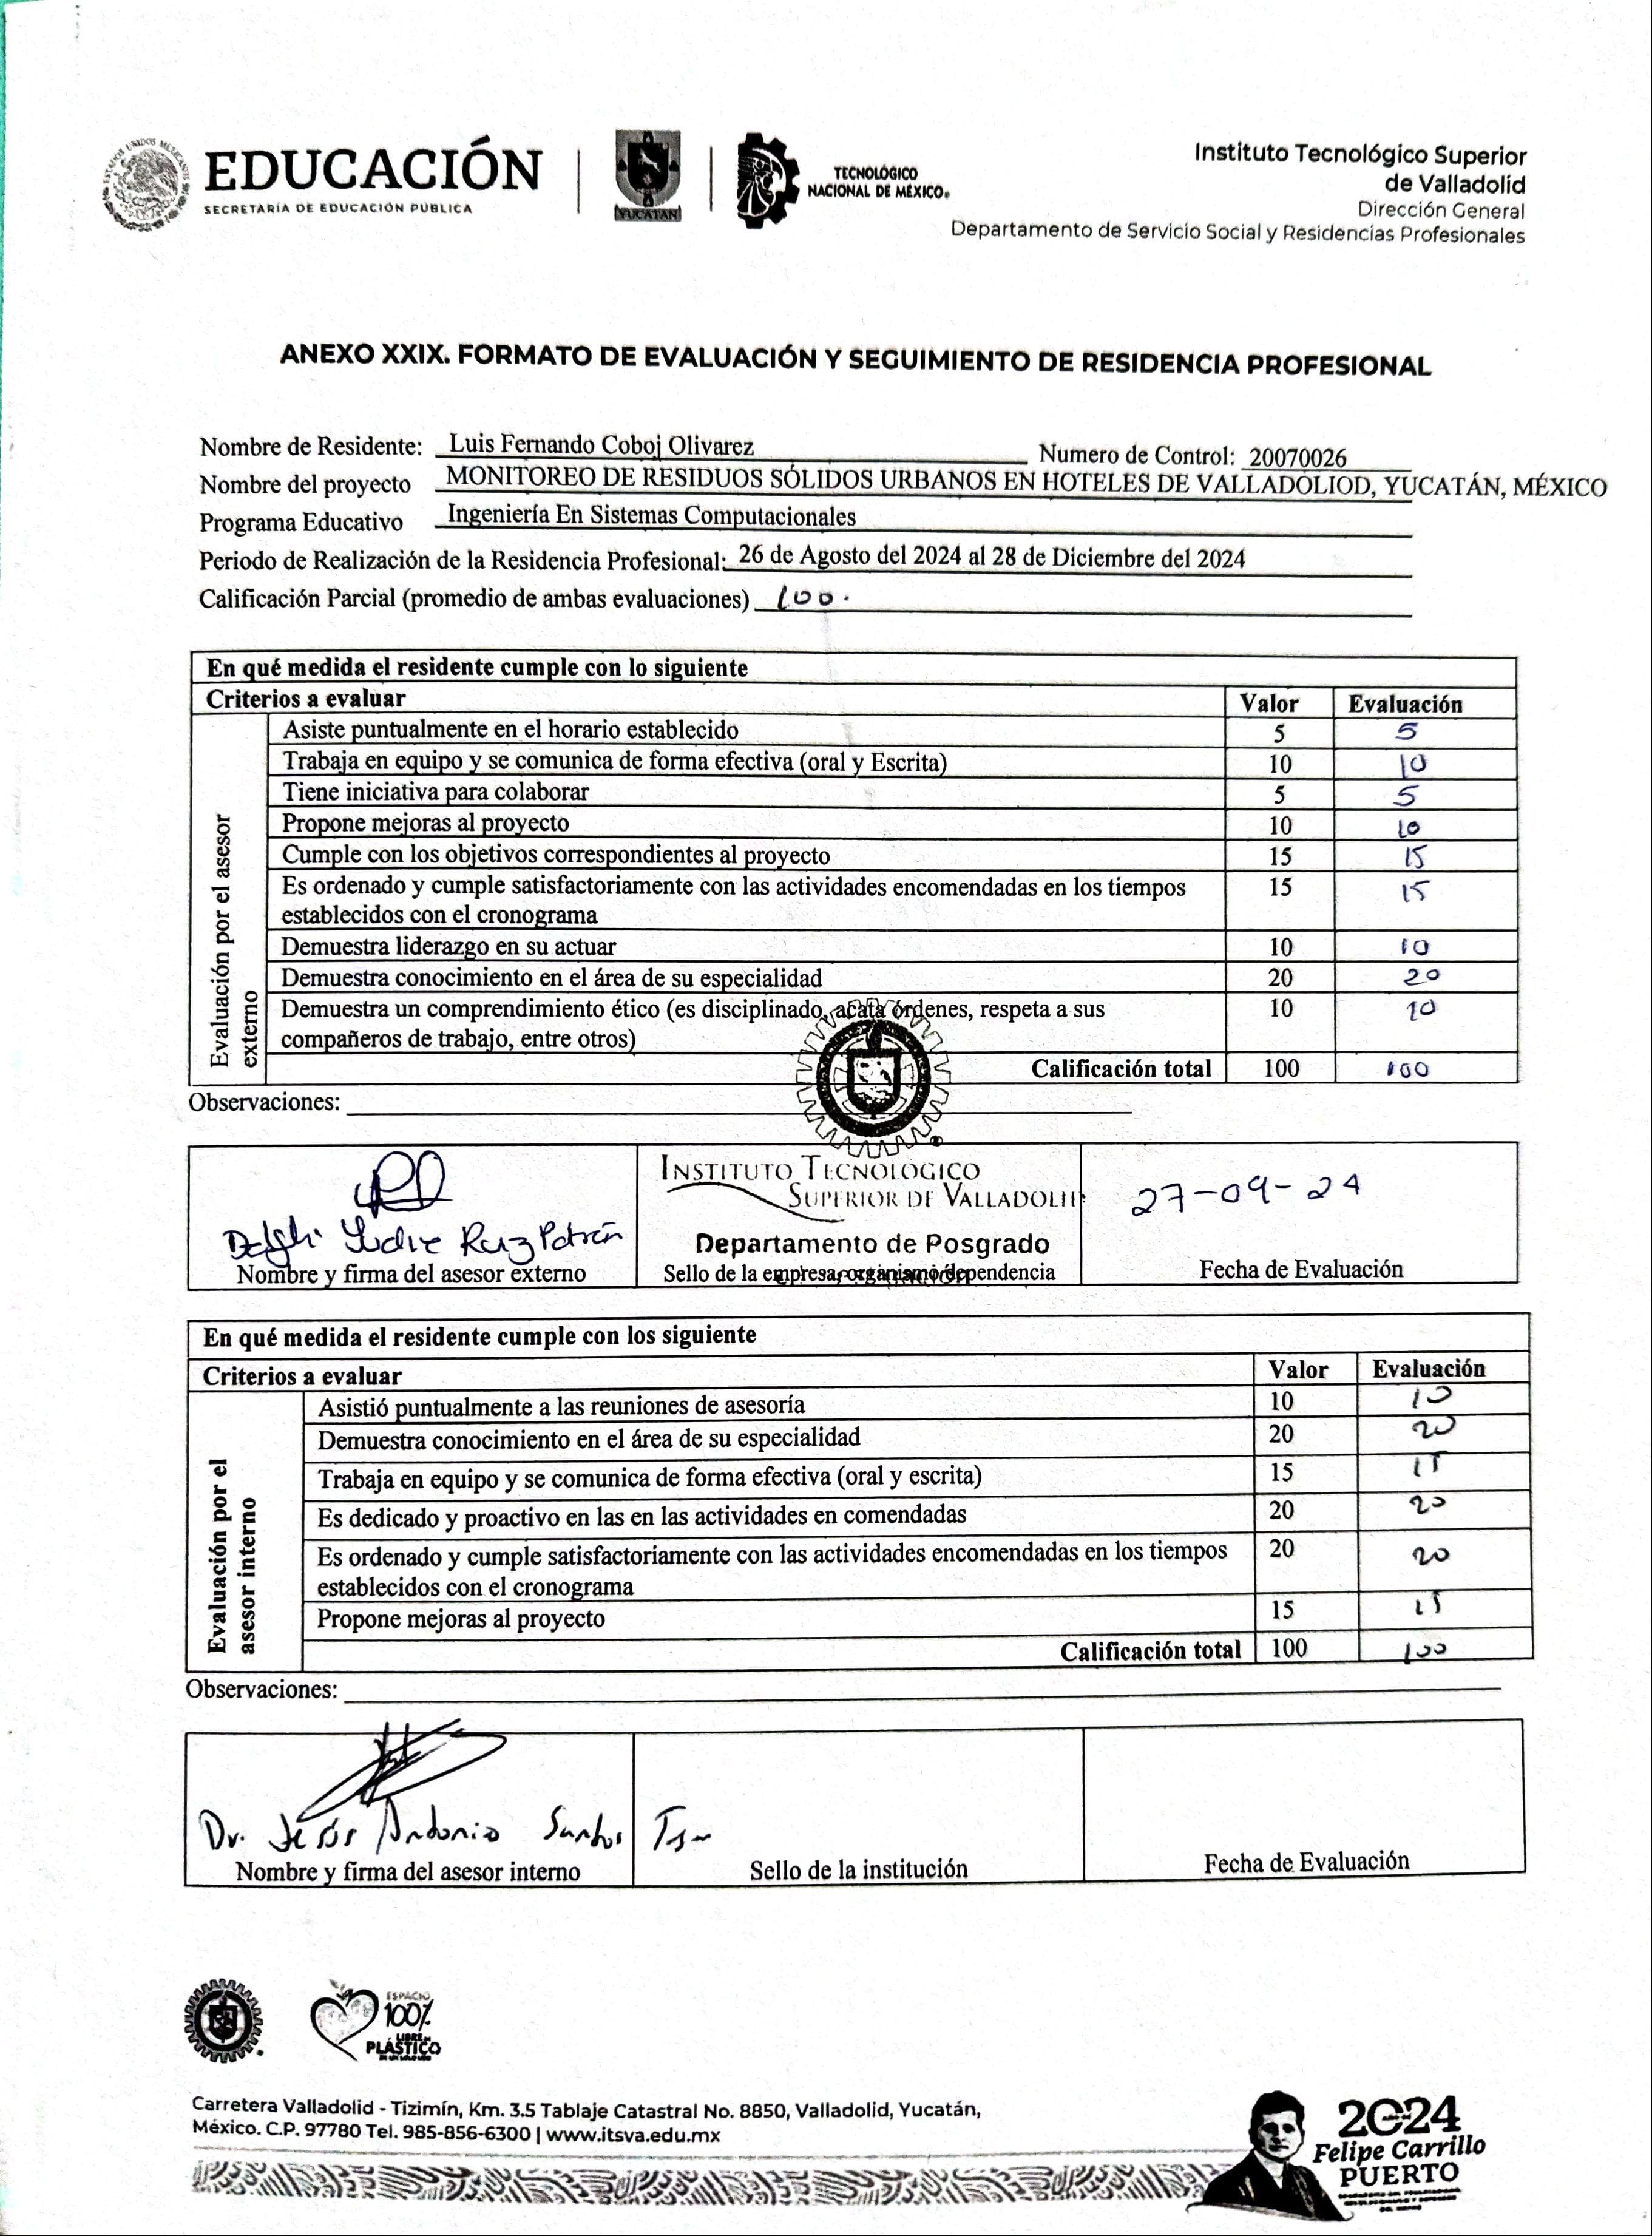 EDUCACIÓN
SECRETARÍA DE EDUCACIÓN PÚBLICA
YUCATÁN
TECNOLÓGICO
NACIONAL DE MÉXICO
Instituto Tecnológico Superior
de Valladolid
Dirección General
Departamento de Servicio Social y Residencias Profesionales
ANEXO XXIX. FORMATO DE EVALUACIÓN Y SEGUIMIENTO DE RESIDENCIA PROFESIONAL
Nombre de Residente: Luis Fernando Coboj Olivarez Numero de Control: 20070026
Nombre del proyecto MONITOREO DE RESIDUOS SÓLIDOS URBANOS EN HOTELES DE VALLADOLIOD, YUCATÁN, MÉXICO
Programa Educativo Ingeniería En Sistemas Computacionales
Periodo de Realización de la Residencia Profesional: 26 de Agosto del 2024 al 28 de Diciembre del 2024
Calificación Parcial (promedio de ambas evaluaciones) 100.
En qué medida el residente cumple con lo siguiente
Criterios a evaluar Valor Evaluación
Evaluación por el asesor
externo
Asiste puntualmente en el horario establecido 5 5
Trabaja en equipo y se comunica de forma efectiva (oral y Escrita) 10 10
Tiene iniciativa para colaborar 5 5
Propone mejoras al proyecto 10 10
Cumple con los objetivos correspondientes al proyecto 15 15
Es ordenado y cumple satisfactoriamente con las actividades encomendadas en los tiempos 15 15
establecidos con el cronograma
Demuestra liderazgo en su actuar 10 10
Demuestra conocimiento en el área de su especialidad 20 20
Demuestra un comprendimiento ético (es disciplinado, acata órdenes, respeta a sus 10 10
compañeros de trabajo, entre otros)
Calificación total 100 100
Observaciones:
INSTITUTO TECNOLÓGICO
SUPERIOR DE VALLADOLID
Departamento de Posgrado
27-09-24
Ruiz Patrón
Nombre y firma del asesor externo Sello de la empresa, organismo dependencia Fecha de Evaluación
En qué medida el residente cumple con los siguiente
Criterios a evaluar Valor Evaluación
Evaluación por el
asesor interno
Asistió puntualmente a las reuniones de asesoría 10 10
Demuestra conocimiento en el área de su especialidad 20 20
Trabaja en equipo y se comunica de forma efectiva (oral y escrita) 15 15
Es dedicado y proactivo en las en las actividades en comendadas 20 20
Es ordenado y cumple satisfactoriamente con las actividades encomendadas en los tiempos 20 20
establecidos con el cronograma
Propone mejoras al proyecto 15 15
Calificación total 100 100
Observaciones:
Dr. Jesús Antonio Santos
Nombre y firma del asesor interno Sello de la institución Fecha de Evaluación
ESPACIO
100%
LIBRE DE
PLÁSTICO
Carretera Valladolid - Tizimín, Km. 3.5 Tablaje Catastral No. 8850, Valladolid, Yucatán,
México. C.P. 97780 Tel. 985-856-6300 | www.itsva.edu.mx
2024
Felipe Carrillo
PUERTO